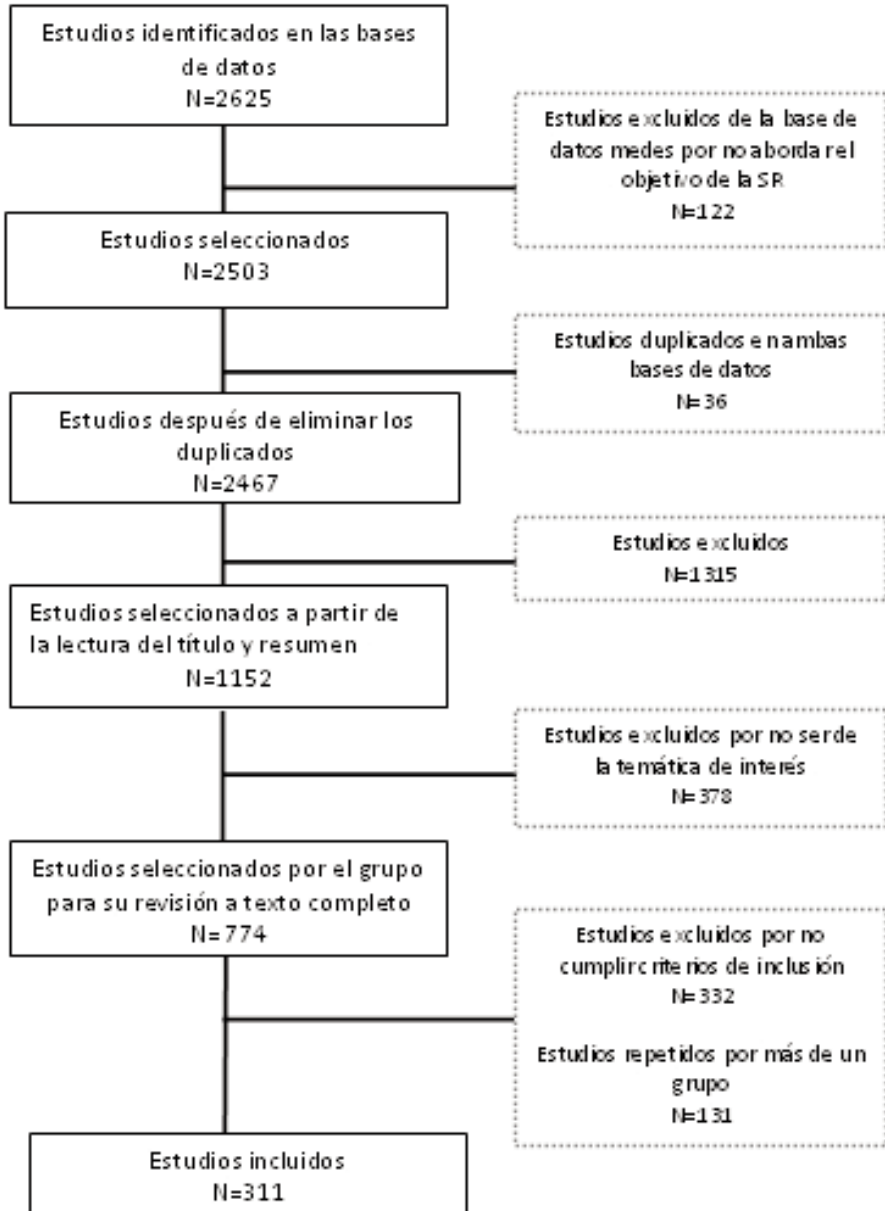 Estudios identificados en las bases
de datos
N=2625
Estudios excluidos de la base de
datos medes por no abordar el
objetivo de la SR
N=122
Estudios seleccionados
N=2503
Estudios duplicados en ambas
bases de datos
N=36
Estudios después de eliminar los
duplicados
N=2467
Estudios excluidos
N=1315
Estudios seleccionados a partir de
la lectura del título y resumen
N=1152
Estudios excluidos por no ser de
la temática de interés
N=378
Estudios seleccionados por el grupo
para su revisión a texto completo
N=774
Estudios excluidos por no
cumplir criterios de inclusión
N=332
Estudios repetidos por más de un
grupo
N=131
Estudios incluidos
N=311